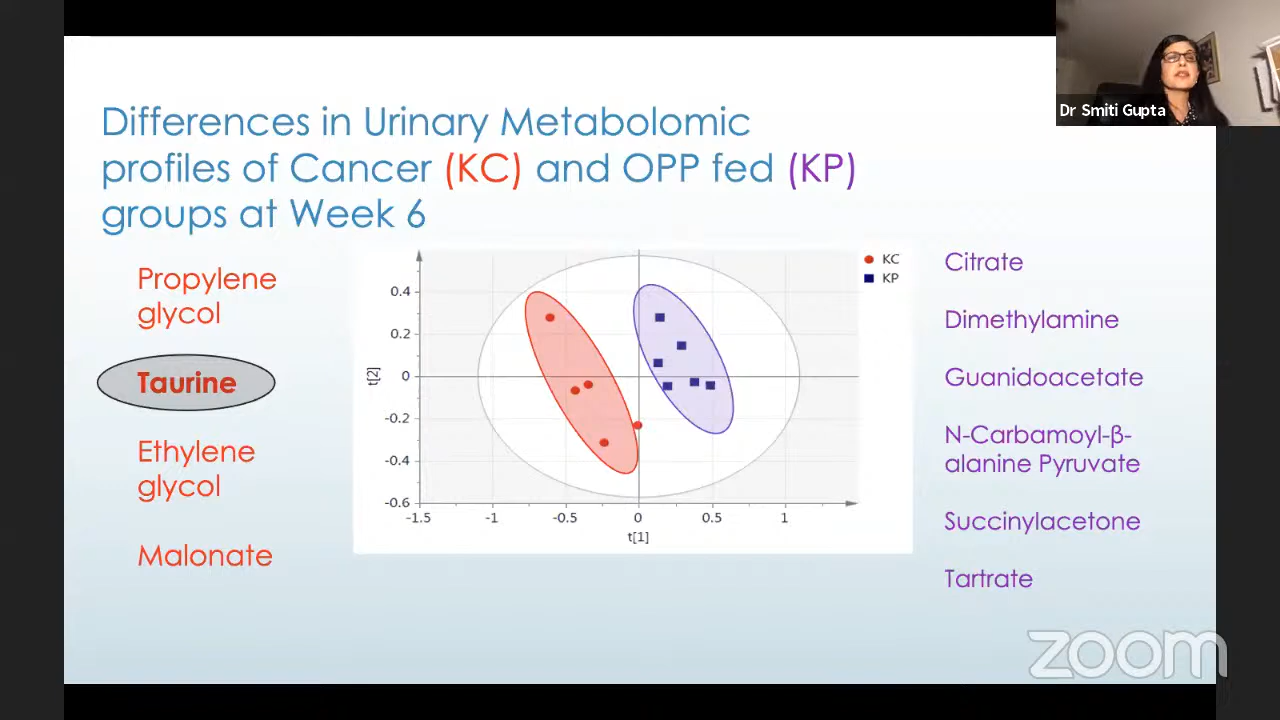 Dr Smiti Gupta
Differences in Urinary Metabolomic
profiles of Cancer (KC) and OPP fed (KP)
groups at Week 6
Propylene
glycol
Taurine
Ethylene
glycol
Malonate
KC
KP
0.4
0.2
0
-0.2
-0.4
-0.6
t[2]
-1.5 -1 -0.5 0 0.5 1
t[1]
Citrate
Dimethylamine
Guanidoacetate
N-Carbamoyl-β-
alanine Pyruvate
Succinylacetone
Tartrate
zoom